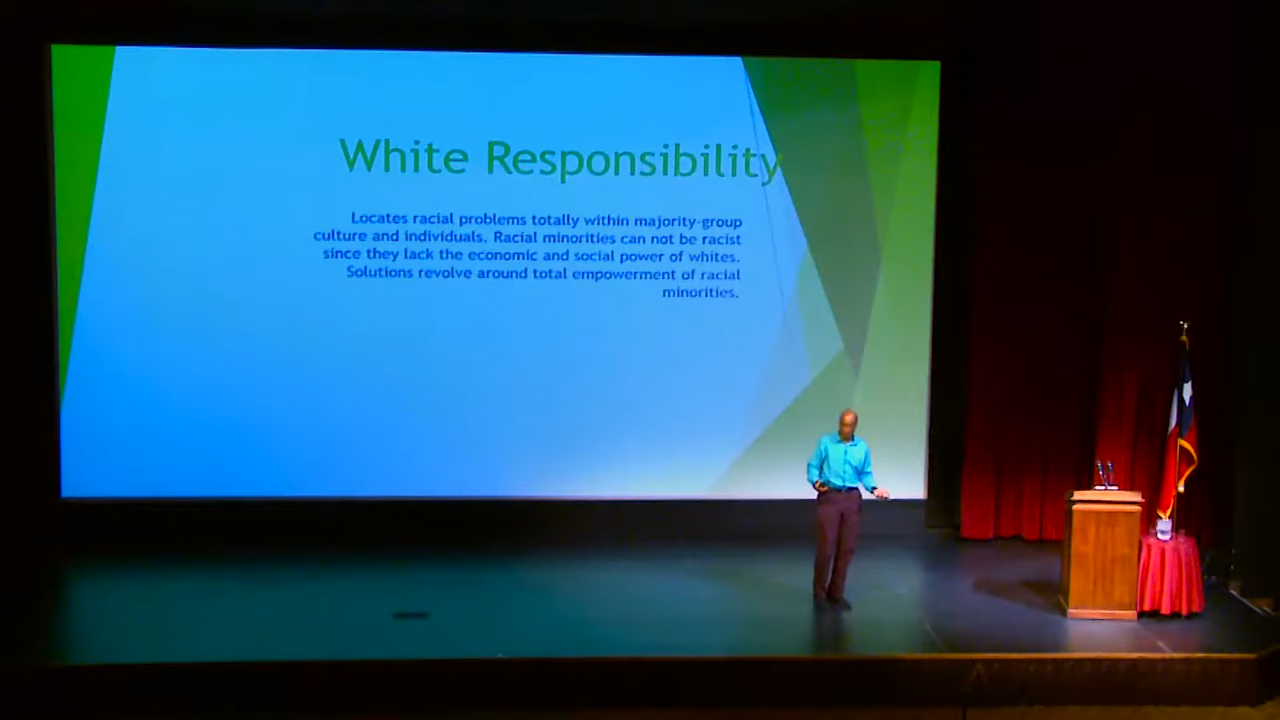 White Responsibility
Locates racial problems totally within majority-group
culture and individuals. Racial minorities can not be racist
since they lack the economic and social power of whites.
Solutions revolve around total empowerment of racial
minorities.